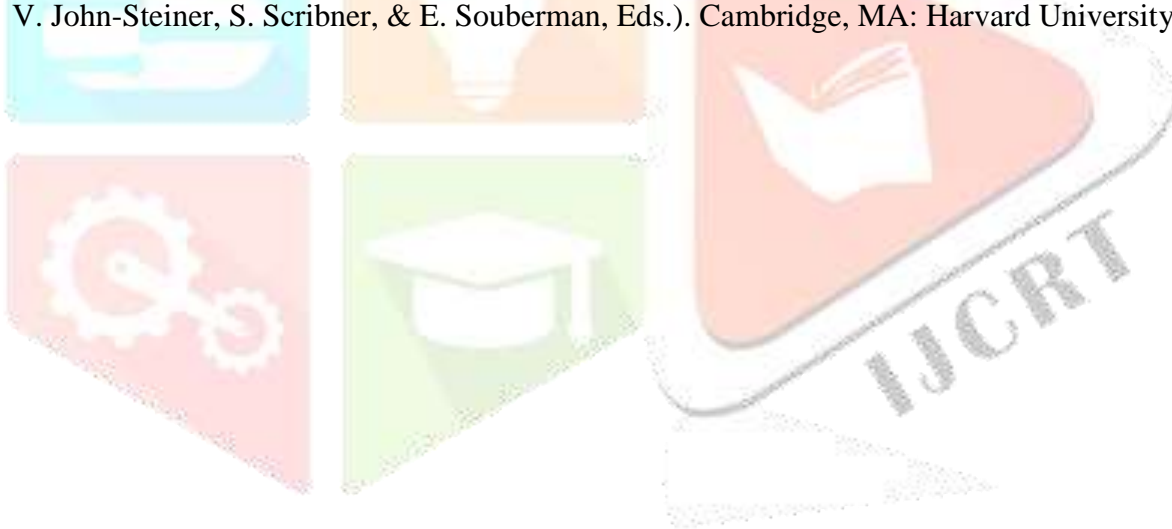 V. John-Steiner, S. Scribner, & E. Souberman, Eds.). Cambridge, MA: Harvard University
IJCRT